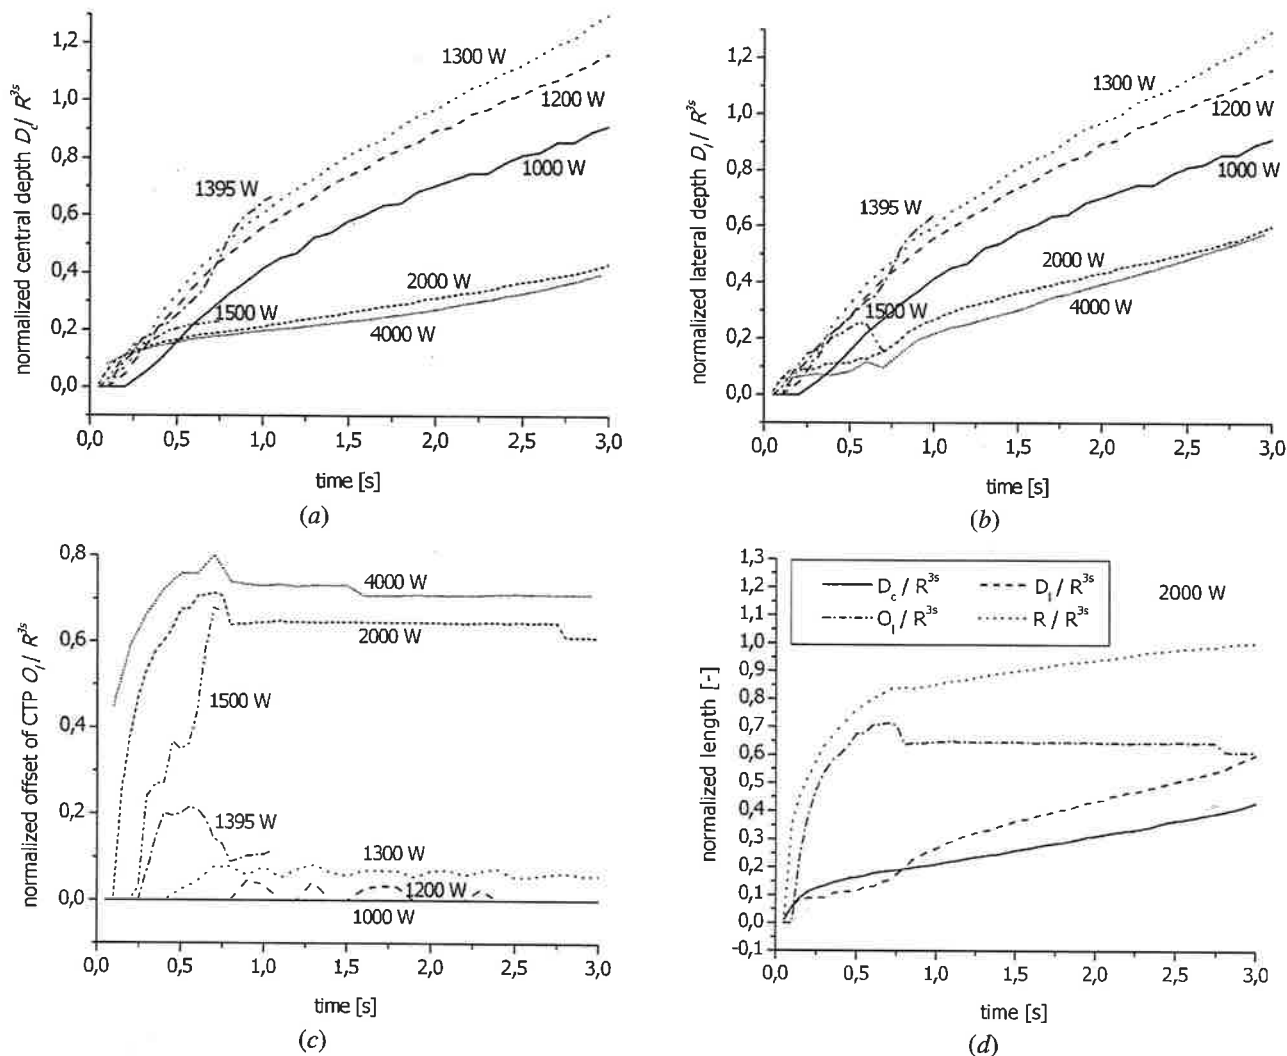 normalized central depth D_c / R^3s
1,2
1,0
0,8
0,6
0,4
0,2
0,0
1300 W
1200 W
1000 W
1395 W
2000 W
1500 W
4000 W
0,0 0,5 1,0 1,5 2,0 2,5 3,0
time [s]
(a)
normalized lateral depth D_l / R^3s
1,2
1,0
0,8
0,6
0,4
0,2
0,0
1300 W
1200 W
1000 W
1395 W
2000 W
1500 W
4000 W
0,0 0,5 1,0 1,5 2,0 2,5 3,0
time [s]
(b)
normalized offset of CTP O_l / R^3s
0,8
0,6
0,4
0,2
0,0
4000 W
2000 W
1500 W
1395 W
1300 W
1200 W
1000 W
0,0 0,5 1,0 1,5 2,0 2,5 3,0
time [s]
(c)
normalized length [-]
1,3
1,2
1,1
1,0
0,9
0,8
0,7
0,6
0,5
0,4
0,3
0,2
0,1
0,0
-0,1
D_c / R^3s D_l / R^3s
O_l / R^3s R / R^3s
2000 W
0,0 0,5 1,0 1,5 2,0 2,5 3,0
time [s]
(d)